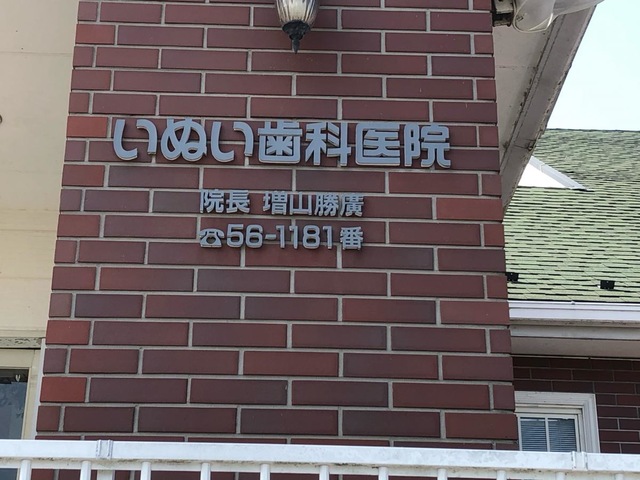 いぬい歯科医院
院長 増山勝廣
☎56-1181番